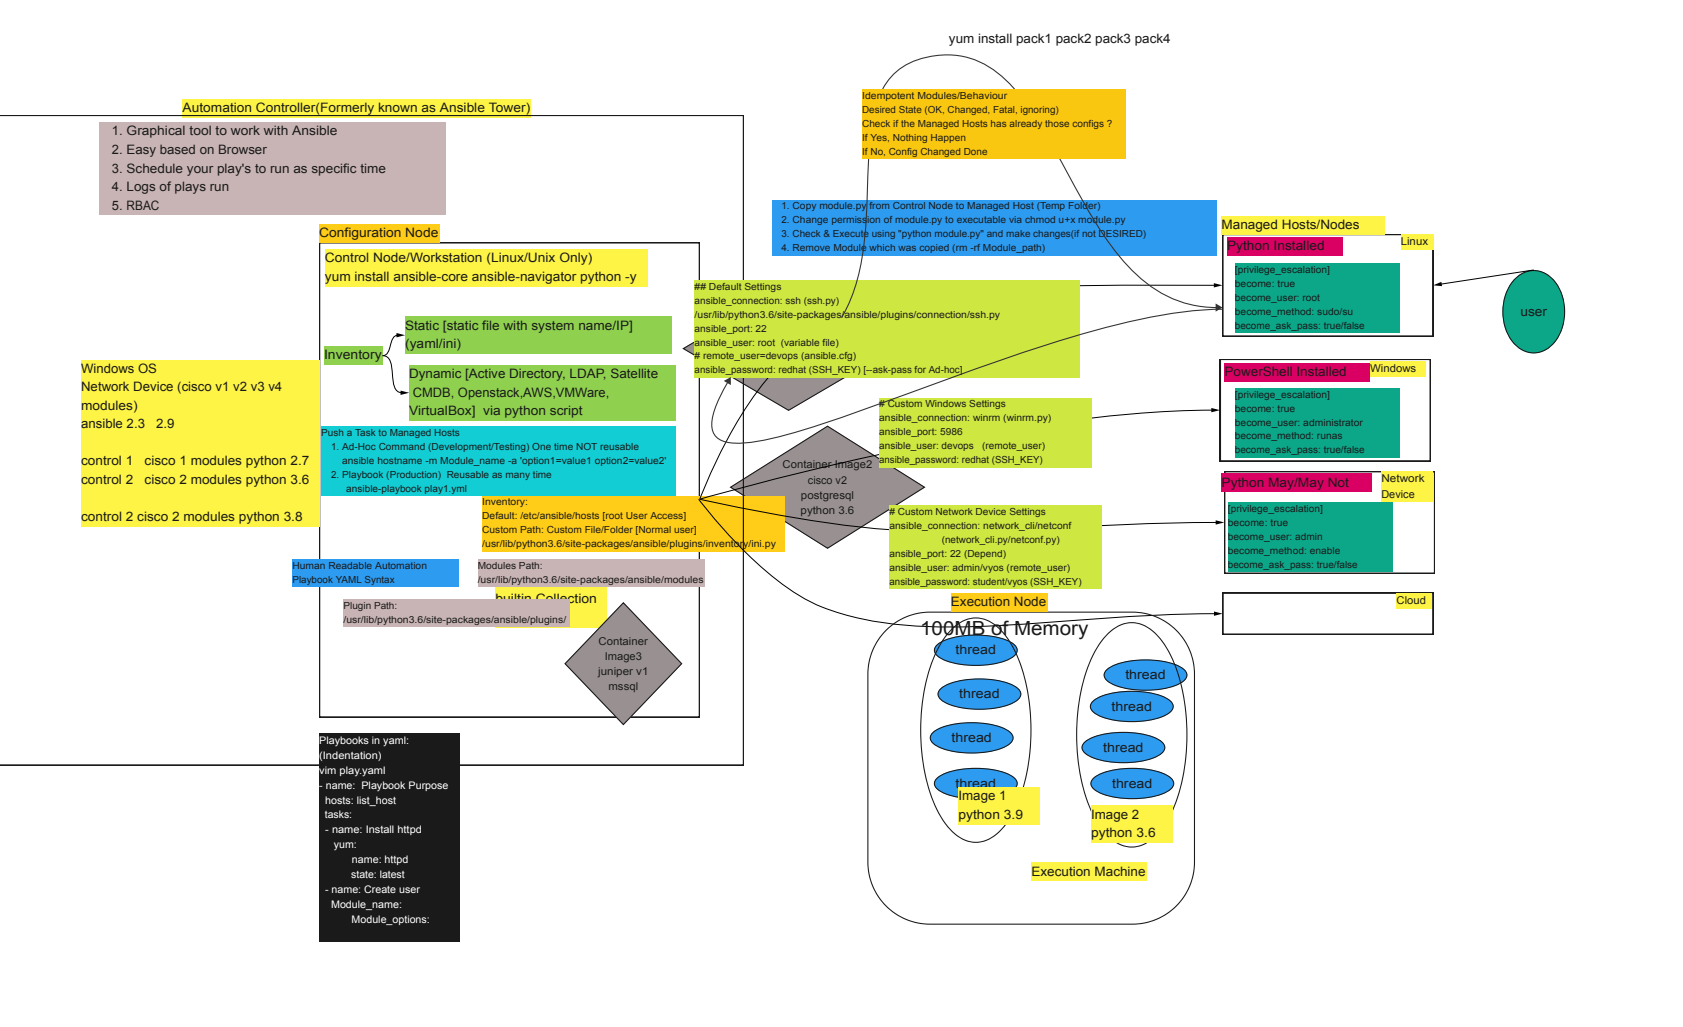 yum install pack1 pack2 pack3 pack4
Automation Controller(Formerly known as Ansible Tower)
1. Graphical tool to work with Ansible
2. Easy based on Browser
3. Schedule your play's to run as specific time
4. Logs of plays run
5. RBAC
Idempotent Modules/Behaviour
Desired State (OK, Changed, Fatal, ignoring)
Check if the Managed Hosts has already those configs ?
If Yes, Nothing Happen
If No, Config Changed Done
1. Copy module.py from Control Node to Managed Host (Temp Folder)
2. Change permission of module.py to executable via chmod u+x module.py
3. Check & Execute using "python module.py" and make changes(if not DESIRED)
4. Remove Module which was copied (rm -rf Module_path)
Configuration Node
Control Node/Workstation (Linux/Unix Only)
yum install ansible-core ansible-navigator python -y
Inventory
Static [static file with system name/IP]
(yaml/ini)
Dynamic [Active Directory, LDAP, Satellite
CMDB, Openstack,AWS,VMWare,
VirtualBox] via python script
Windows OS
Network Device (cisco v1 v2 v3 v4
modules)
ansible 2.3 2.9
control 1 cisco 1 modules python 2.7
control 2 cisco 2 modules python 3.6
control 2 cisco 2 modules python 3.8
Push a Task to Managed Hosts
1. Ad-Hoc Command (Development/Testing) One time NOT reusable
ansible hostname -m Module_name -a 'option1=value1 option2=value2'
2. Playbook (Production) Reusable as many time
ansible-playbook play1.yml
Inventory:
Default: /etc/ansible/hosts [root User Access]
Custom Path: Custom File/Folder [Normal user]
/usr/lib/python3.6/site-packages/ansible/plugins/inventory/ini.py
Human Readable Automation
Playbook YAML Syntax
Modules Path:
/usr/lib/python3.6/site-packages/ansible/modules
builtin Collection
Plugin Path:
/usr/lib/python3.6/site-packages/ansible/plugins/
Container
Image3
juniper v1
mssql
Playbooks in yaml:
(Indentation)
vim play.yaml
- name: Playbook Purpose
hosts: list_host
tasks:
- name: Install httpd
yum:
name: httpd
state: latest
- name: Create user
Module_name:
Module_options:
## Default Settings
ansible_connection: ssh (ssh.py)
/usr/lib/python3.6/site-packages/ansible/plugins/connection/ssh.py
ansible_port: 22
ansible_user: root (variable file)
# remote_user=devops (ansible.cfg)
ansible_password: redhat (SSH_KEY) [--ask-pass for Ad-hoc]
# Custom Windows Settings
ansible_connection: winrm (winrm.py)
ansible_port: 5986
ansible_user: devops (remote_user)
ansible_password: redhat (SSH_KEY)
Container Image2
cisco v2
postgresql
python 3.6
# Custom Network Device Settings
ansible_connection: network_cli/netconf
(network_cli.py/netconf.py)
ansible_port: 22 (Depend)
ansible_user: admin/vyos (remote_user)
ansible_password: student/vyos (SSH_KEY)
Managed Hosts/Nodes
Python Installed
Linux
[privilege_escalation]
become: true
become_user: root
become_method: sudo/su
become_ask_pass: true/false
user
PowerShell Installed
Windows
[privilege_escalation]
become: true
become_user: administrator
become_method: runas
become_ask_pass: true/false
Python May/May Not
Network
Device
[privilege_escalation]
become: true
become_user: admin
become_method: enable
become_ask_pass: true/false
Cloud
Execution Node
100MB of Memory
thread
thread
thread
thread
Image 1
python 3.9
thread
thread
thread
thread
Image 2
python 3.6
Execution Machine